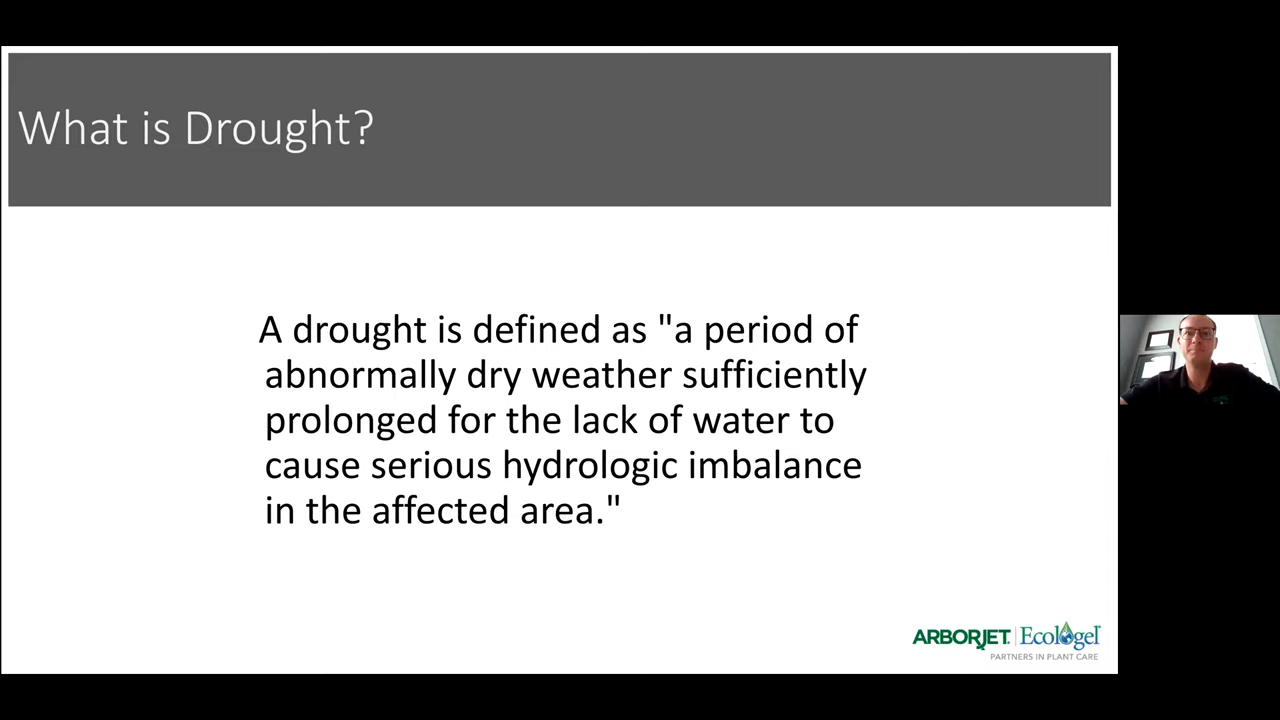 What is Drought?
A drought is defined as "a period of
abnormally dry weather sufficiently
prolonged for the lack of water to
cause serious hydrologic imbalance
in the affected area."
ARBORJET. | Ecologel
PARTNERS IN PLANT CARE